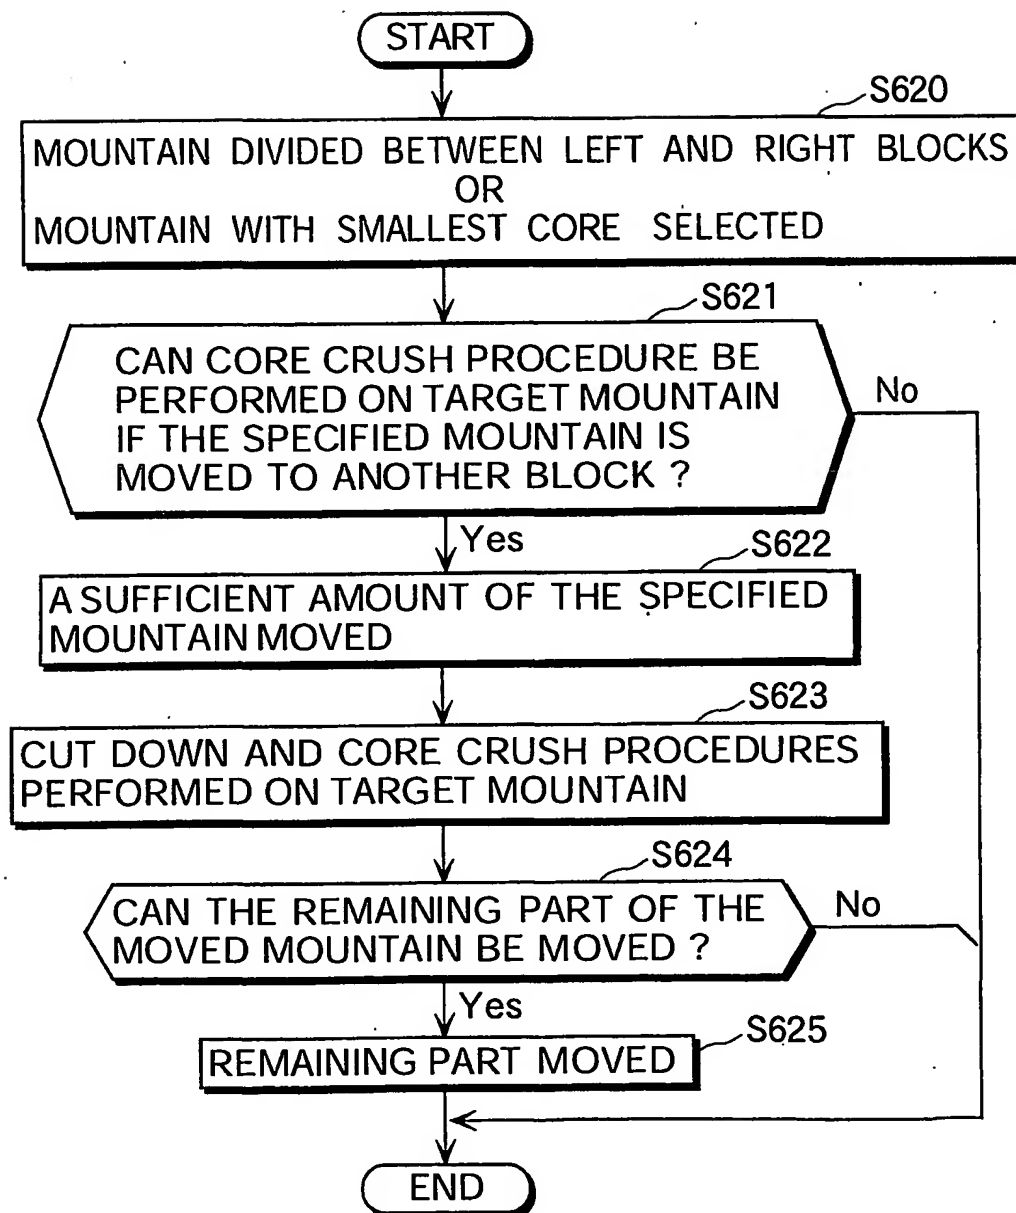 START
S620
MOUNTAIN DIVIDED BETWEEN LEFT AND RIGHT BLOCKS
OR
MOUNTAIN WITH SMALLEST CORE SELECTED
S621
CAN CORE CRUSH PROCEDURE BE
PERFORMED ON TARGET MOUNTAIN
IF THE SPECIFIED MOUNTAIN IS
MOVED TO ANOTHER BLOCK ?
No
Yes
S622
A SUFFICIENT AMOUNT OF THE SPECIFIED
MOUNTAIN MOVED
S623
CUT DOWN AND CORE CRUSH PROCEDURES
PERFORMED ON TARGET MOUNTAIN
S624
CAN THE REMAINING PART OF THE
MOVED MOUNTAIN BE MOVED ?
No
Yes
S625
REMAINING PART MOVED
END